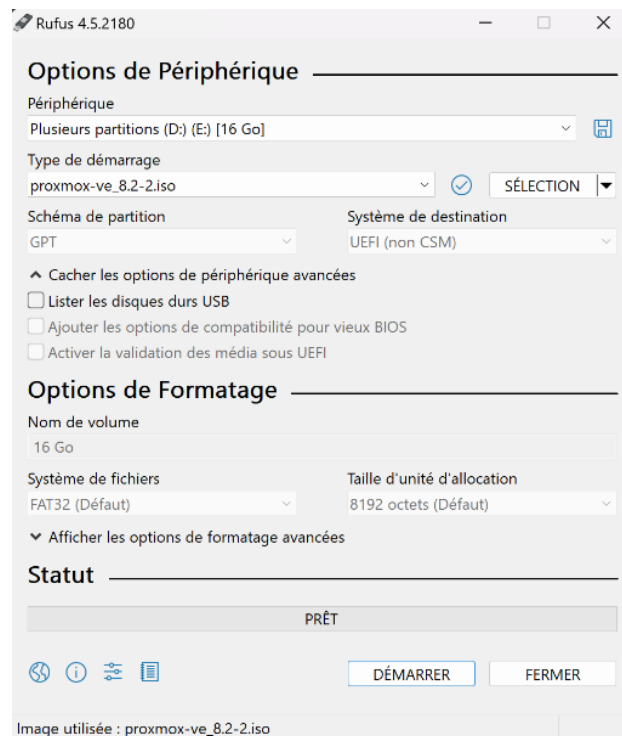 Rufus 4.5.2180
Options de Périphérique
Périphérique
Plusieurs partitions (D:) (E:) [16 Go]
Type de démarrage
proxmox-ve_8.2-2.iso
SÉLECTION
Schéma de partition
Système de destination
GPT
UEFI (non CSM)
Cacher les options de périphérique avancées
Lister les disques durs USB
Ajouter les options de compatibilité pour vieux BIOS
Activer la validation des média sous UEFI
Options de Formatage
Nom de volume
16 Go
Système de fichiers
Taille d'unité d'allocation
FAT32 (Défaut)
8192 octets (Défaut)
Afficher les options de formatage avancées
Statut
PRÊT
DÉMARRER
FERMER
Image utilisée : proxmox-ve_8.2-2.iso